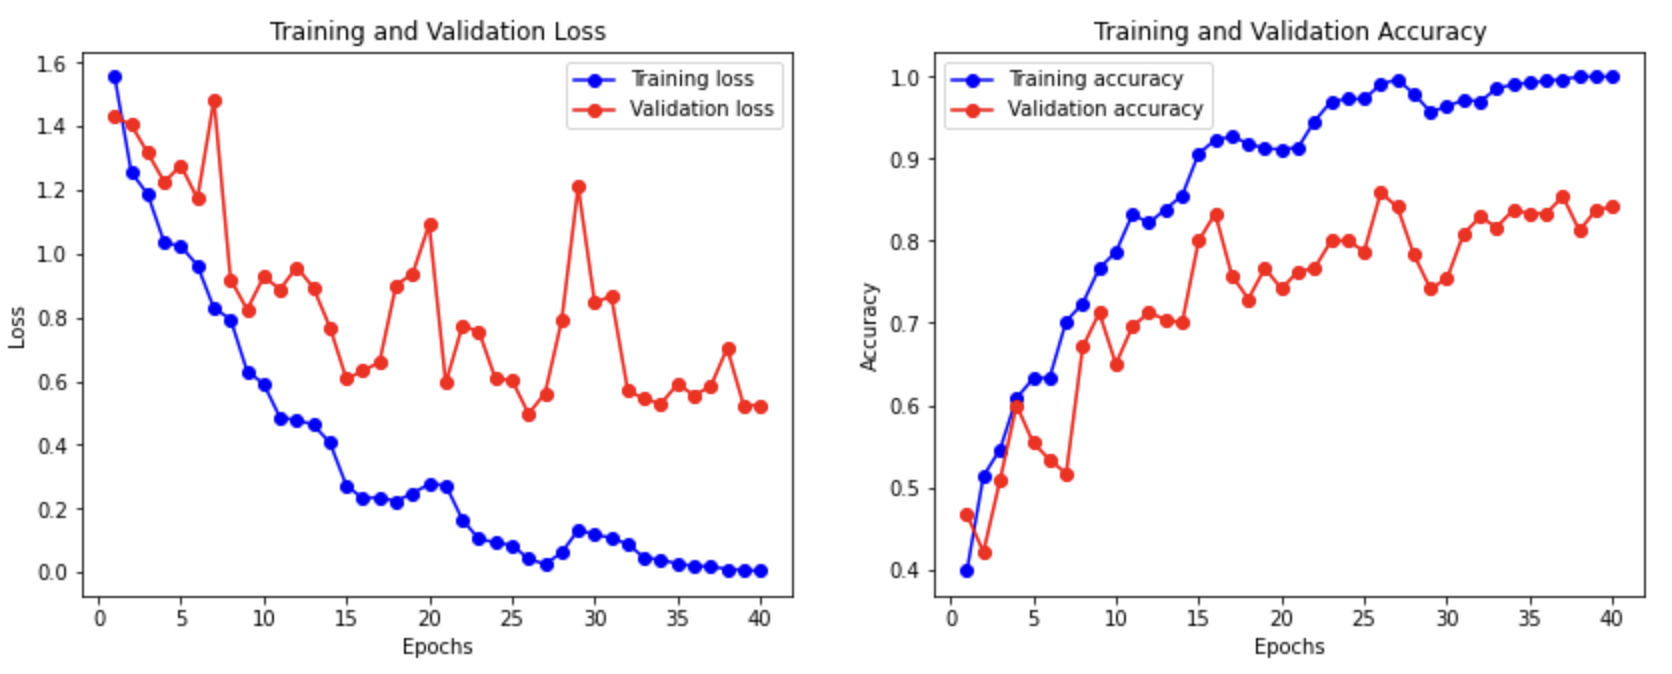 Training and Validation Loss
Training loss
Validation loss
1.6
1.4
1.2
1.0
0.8
0.6
0.4
0.2
0.0
Loss
0 5 10 15 20 25 30 35 40
Epochs
Training and Validation Accuracy
Training accuracy
Validation accuracy
1.0
0.9
0.8
0.7
0.6
0.5
0.4
Accuracy
0 5 10 15 20 25 30 35 40
Epochs